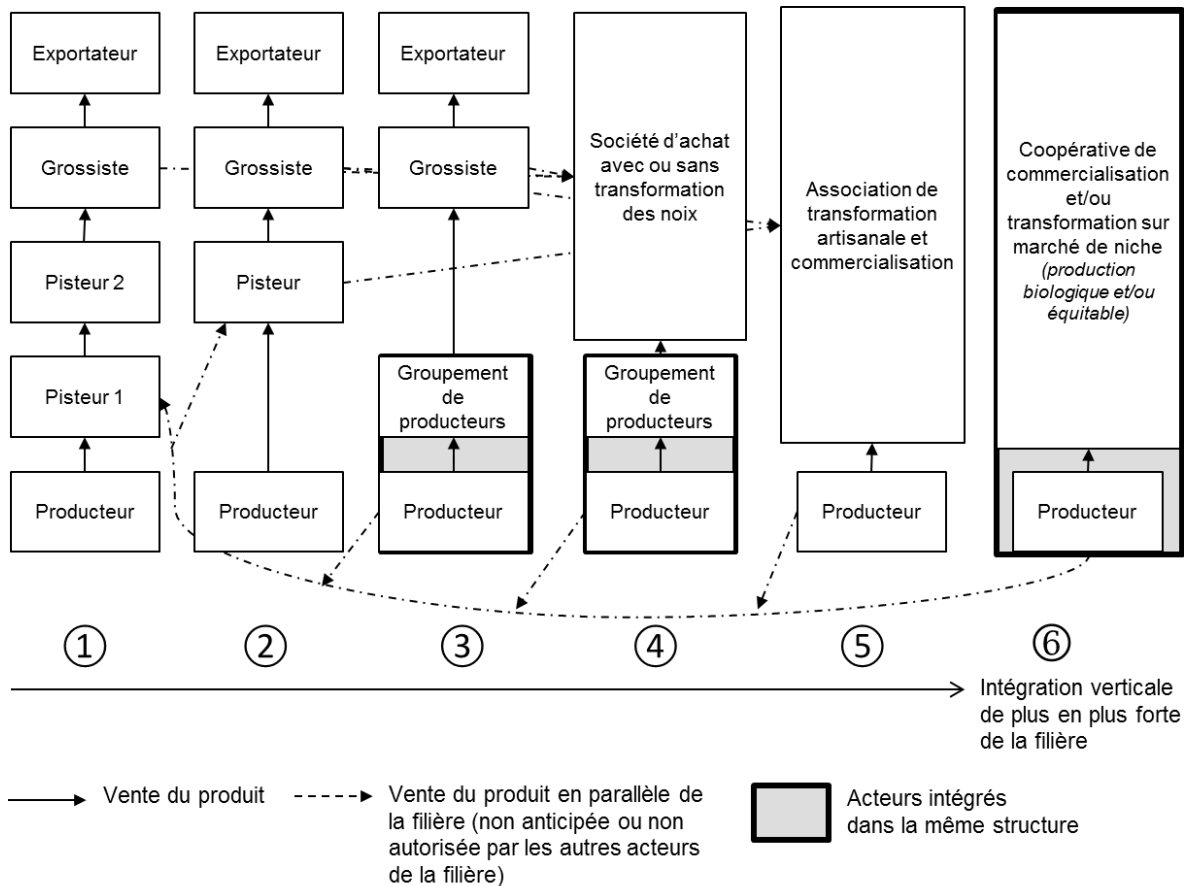 Exportateur
Exportateur
Exportateur
Grossiste
Grossiste
Grossiste
Pisteur 2
Pisteur
Pisteur 1
Groupement
de
producteurs
Groupement
de
producteurs
Société d'achat
avec ou sans
transformation
des noix
Association de
transformation
artisanale et
commercialisation
Coopérative de
commercialisation
et/ou
transformation sur
marché de niche
(production
biologique et/ou
équitable)
Producteur
Producteur
Producteur
Producteur
Producteur
Producteur
① ② ③ ④ ⑤ ⑥
Intégration verticale
de plus en plus forte
de la filière
Vente du produit
Vente du produit en parallèle de
la filière (non anticipée ou non
autorisée par les autres acteurs
de la filière)
Acteurs intégrés
dans la même structure